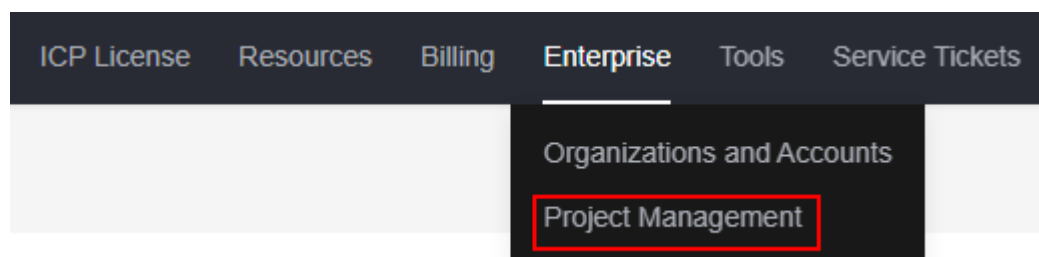 ICP License Resources Billing Enterprise Tools Service Tickets
Organizations and Accounts
Project Management